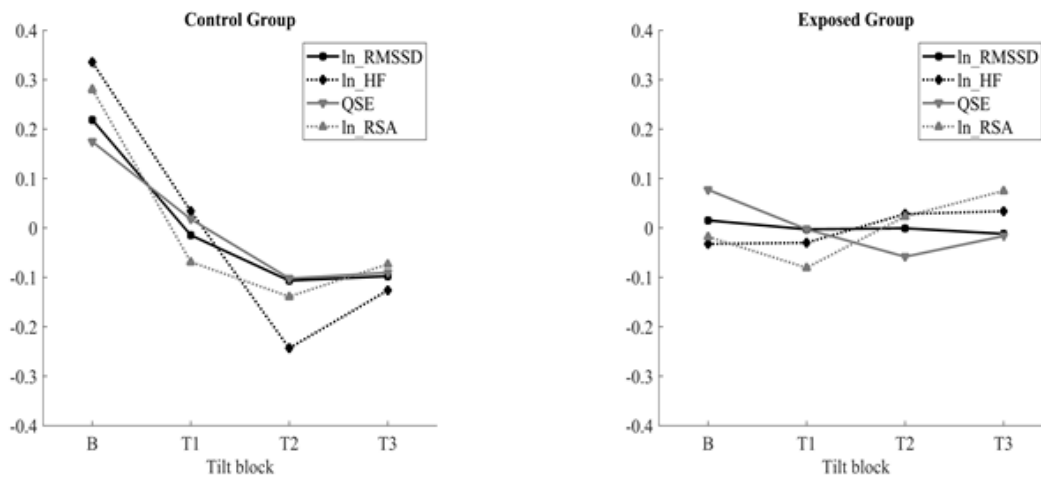 Control Group
0.4
0.3
0.2
0.1
0
-0.1
-0.2
-0.3
-0.4
ln_RMSSD
ln_HF
QSE
ln_RSA
B T1 T2 T3
Tilt block
Exposed Group
0.4
0.3
0.2
0.1
0
-0.1
-0.2
-0.3
-0.4
ln_RMSSD
ln_HF
QSE
ln_RSA
B T1 T2 T3
Tilt block